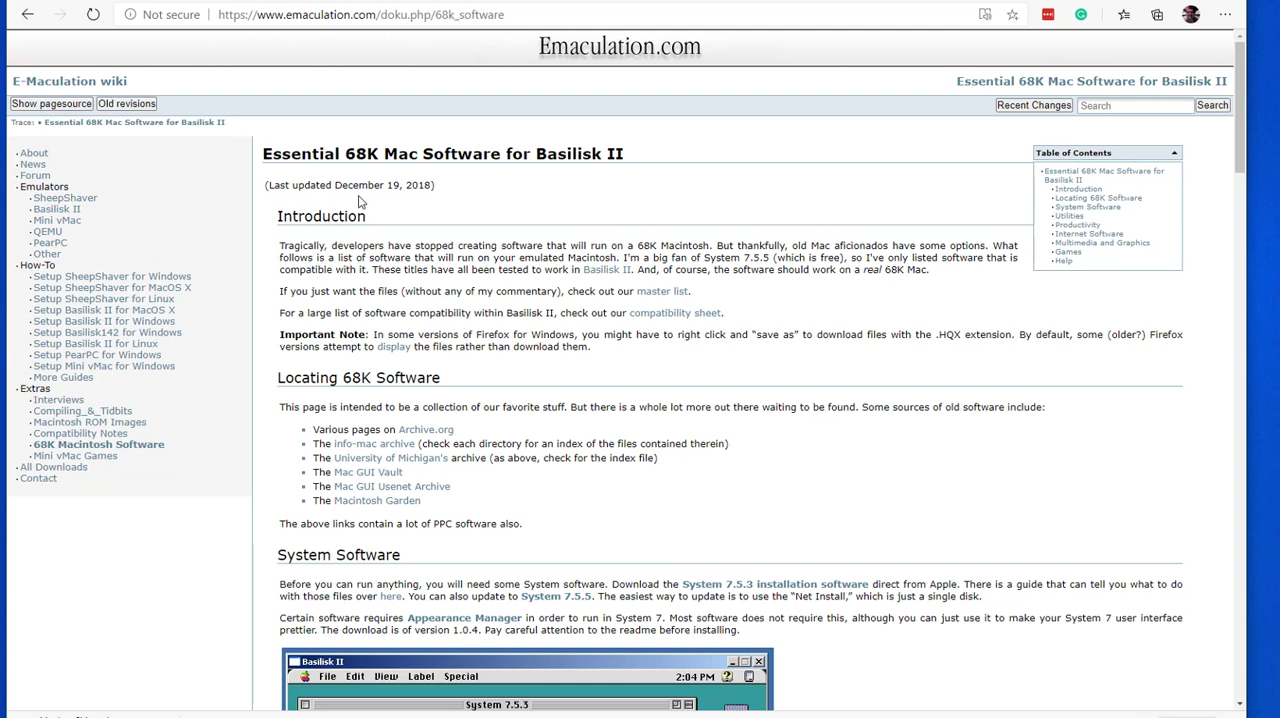 Not secure https://www.emaculation.com/doku.php/68k_software
Emaculation.com
E-Maculation wiki
Essential 68K Mac Software for Basilisk II
Show pagesource Old revisions
Recent Changes Search Search
Trace: • Essential 68K Mac Software for Basilisk II
About
News
Forum
Emulators
SheepShaver
Basilisk II
Mini vMac
QEMU
PearPC
Other
How-To
Setup SheepShaver for Windows
Setup SheepShaver for MacOS X
Setup SheepShaver for Linux
Setup Basilisk II for MacOS X
Setup Basilisk II for Windows
Setup Basilisk142 for Windows
Setup Basilisk II for Linux
Setup PearPC for Windows
Setup Mini vMac for Windows
More Guides
Extras
Interviews
Compiling_&_Tidbits
Macintosh ROM Images
Compatibility Notes
68K Macintosh Software
Mini vMac Games
All Downloads
Contact
Essential 68K Mac Software for Basilisk II
(Last updated December 19, 2018)
Introduction
Tragically, developers have stopped creating software that will run on a 68K Macintosh. But thankfully, old Mac aficionados have some options. What
follows is a list of software that will run on your emulated Macintosh. I'm a big fan of System 7.5.5 (which is free), so I've only listed software that is
compatible with it. These titles have all been tested to work in Basilisk II. And, of course, the software should work on a real 68K Mac.
If you just want the files (without any of my commentary), check out our master list.
For a large list of software compatibility within Basilisk II, check out our compatibility sheet.
Important Note: In some versions of Firefox for Windows, you might have to right click and “save as” to download files with the .HQX extension. By default, some (older?) Firefox
versions attempt to display the files rather than download them.
Locating 68K Software
This page is intended to be a collection of our favorite stuff. But there is a whole lot more out there waiting to be found. Some sources of old software include:
Various pages on Archive.org
The info-mac archive (check each directory for an index of the files contained therein)
The University of Michigan's archive (as above, check for the index file)
The Mac GUI Vault
The Mac GUI Usenet Archive
The Macintosh Garden
The above links contain a lot of PPC software also.
System Software
Before you can run anything, you will need some System software. Download the System 7.5.3 installation software direct from Apple. There is a guide that can tell you what to do
with those files over here. You can also update to System 7.5.5. The easiest way to update is to use the “Net Install,” which is just a single disk.
Certain software requires Appearance Manager in order to run in System 7. Most software does not require this, although you can just use it to make your System 7 user interface
prettier. The download is of version 1.0.4. Pay careful attention to the readme before installing.
Basilisk II
File Edit View Label Special 2:04 PM
System 7.5.3
Table of Contents
Essential 68K Mac Software for
Basilisk II
Introduction
Locating 68K Software
System Software
Utilities
Productivity
Internet Software
Multimedia and Graphics
Games
Help